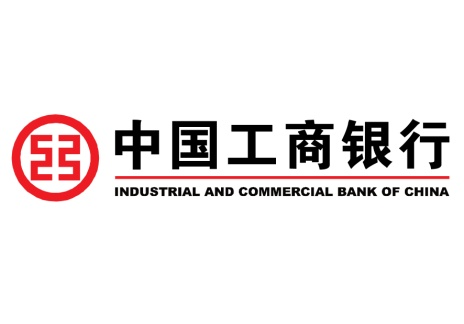 中国工商银行
INDUSTRIAL AND COMMERCIAL BANK OF CHINA